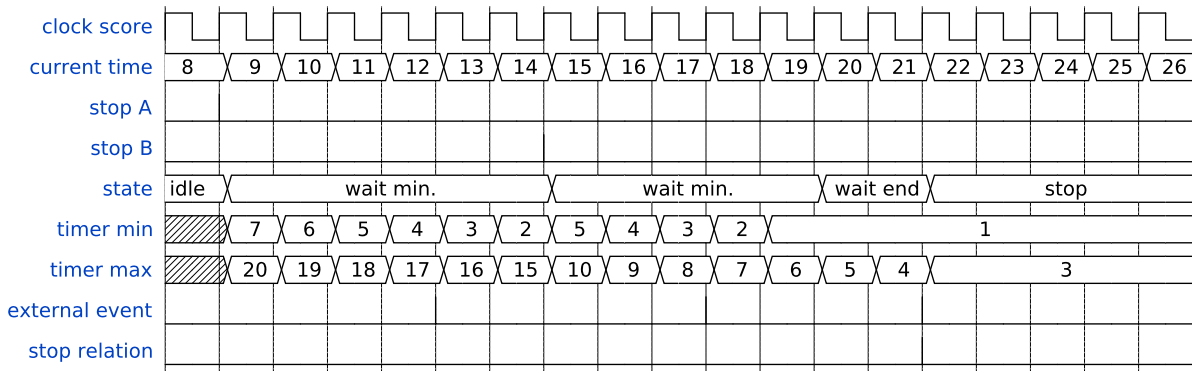 clock score
current time 8 9 10 11 12 13 14 15 16 17 18 19 20 21 22 23 24 25 26
stop A
stop B
state idle wait min. wait min. wait end stop
timer min 7 6 5 4 3 2 5 4 3 2 1
timer max 20 19 18 17 16 15 10 9 8 7 6 5 4 3
external event
stop relation